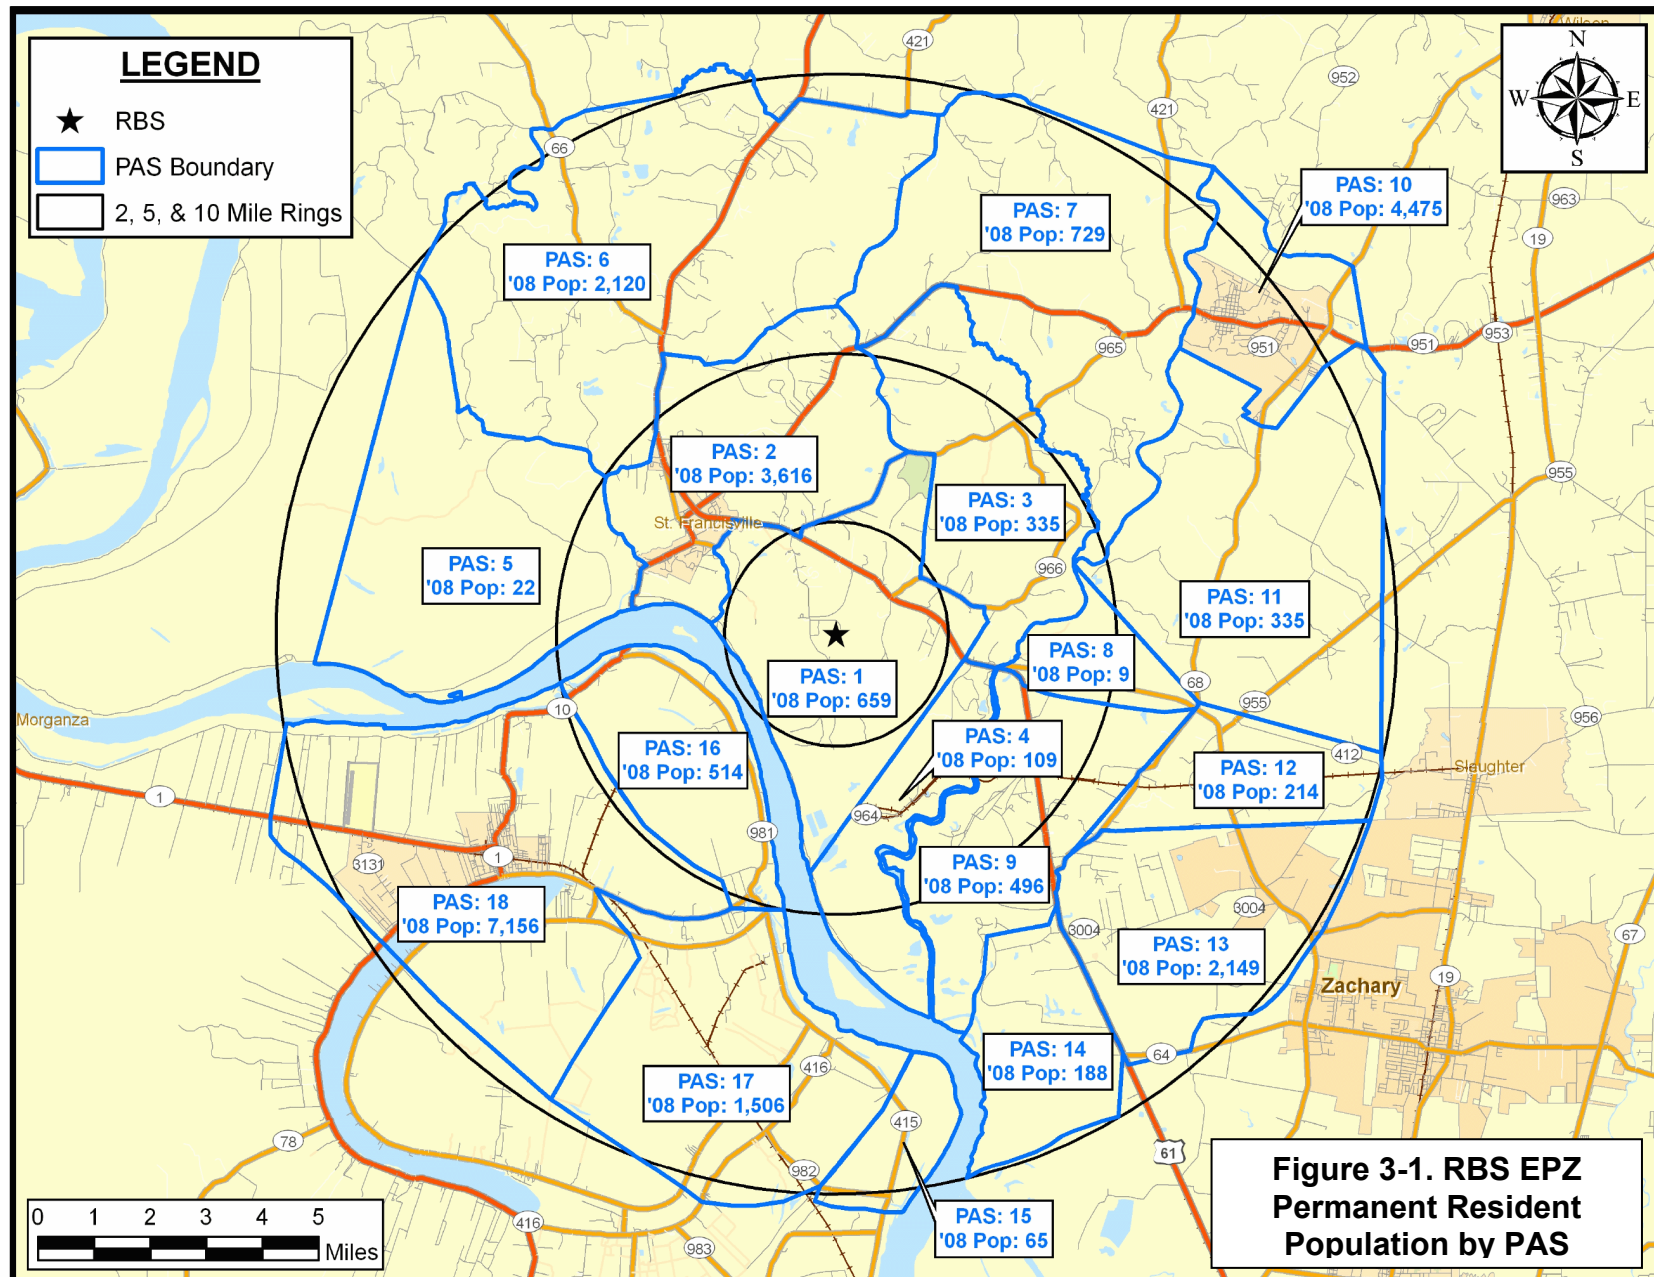 LEGEND
RBS
PAS Boundary
2, 5, & 10 Mile Rings
N
W E
S
Wilson
421
952
421
66
963
19
PAS: 10
'08 Pop: 4,475
PAS: 7
'08 Pop: 729
PAS: 6
'08 Pop: 2,120
965
951
951
953
955
PAS: 2
'08 Pop: 3,616
St. Francisville
PAS: 3
'08 Pop: 335
966
PAS: 5
'08 Pop: 22
PAS: 11
'08 Pop: 335
PAS: 8
'08 Pop: 9
PAS: 1
'08 Pop: 659
68
955
956
Morganza
10
PAS: 16
'08 Pop: 514
PAS: 4
'08 Pop: 109
412
PAS: 12
'08 Pop: 214
Slaughter
1
964
981
3131
1
PAS: 9
'08 Pop: 496
PAS: 18
'08 Pop: 7,156
3004
3004
67
PAS: 13
'08 Pop: 2,149
19
Zachary
PAS: 14
'08 Pop: 188
64
416
PAS: 17
'08 Pop: 1,506
415
78
61
982
PAS: 15
'08 Pop: 65
416
983
0 1 2 3 4 5
Miles
Figure 3-1. RBS EPZ
Permanent Resident
Population by PAS